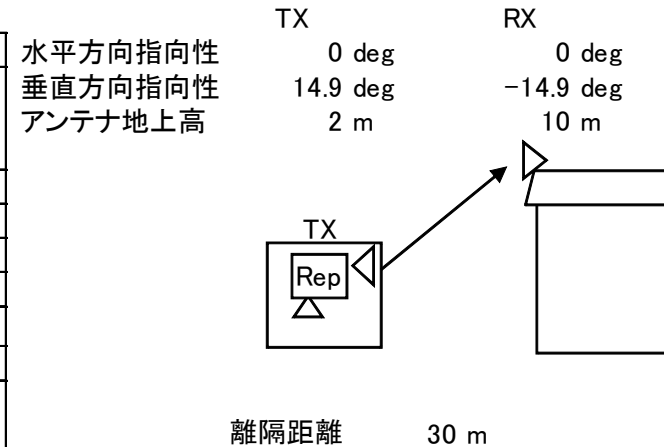 TX RX
水平方向指向性 0 deg 0 deg
垂直方向指向性 14.9 deg -14.9 deg
アンテナ地上高 2 m 10 m
TX
Rep
離隔距離 30 m